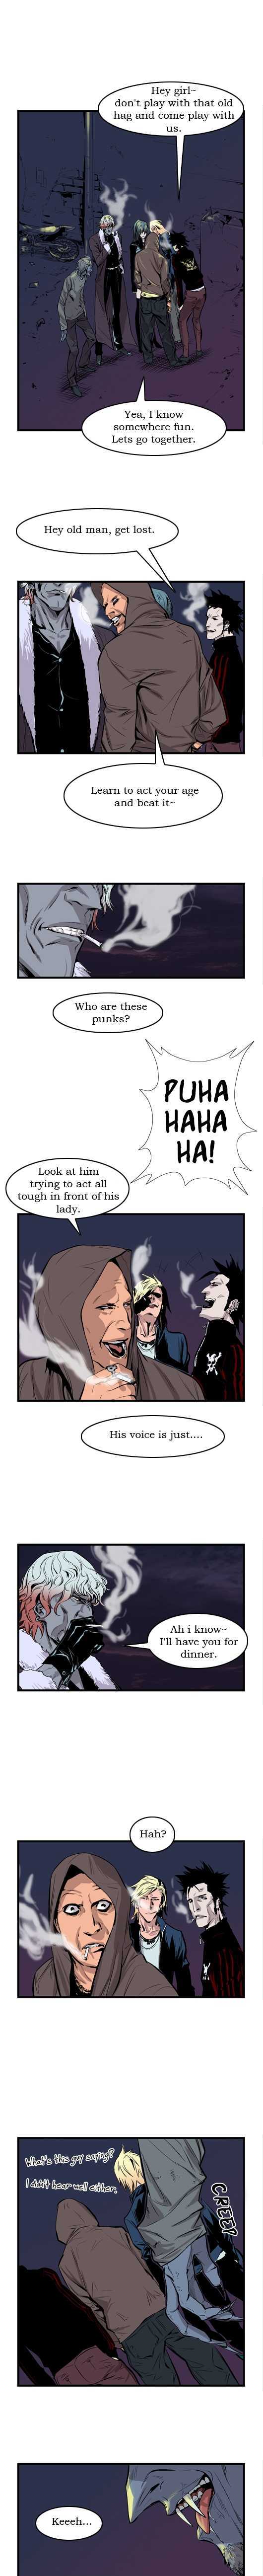 Hey girl~
don't play with that old
hag and come play with
us.
Yea, I know
somewhere fun.
Lets go together.
Hey old man, get lost.
Learn to act your age
and beat it~
Who are these
punks?
PUHA
HAHA
HA!
Look at him
trying to act all
tough in front of his
lady.
His voice is just....
Ah i know~
I'll have you for
dinner.
Hah?
What's this guy saying?
I didn't hear well either.
CREEY
Keeeh...